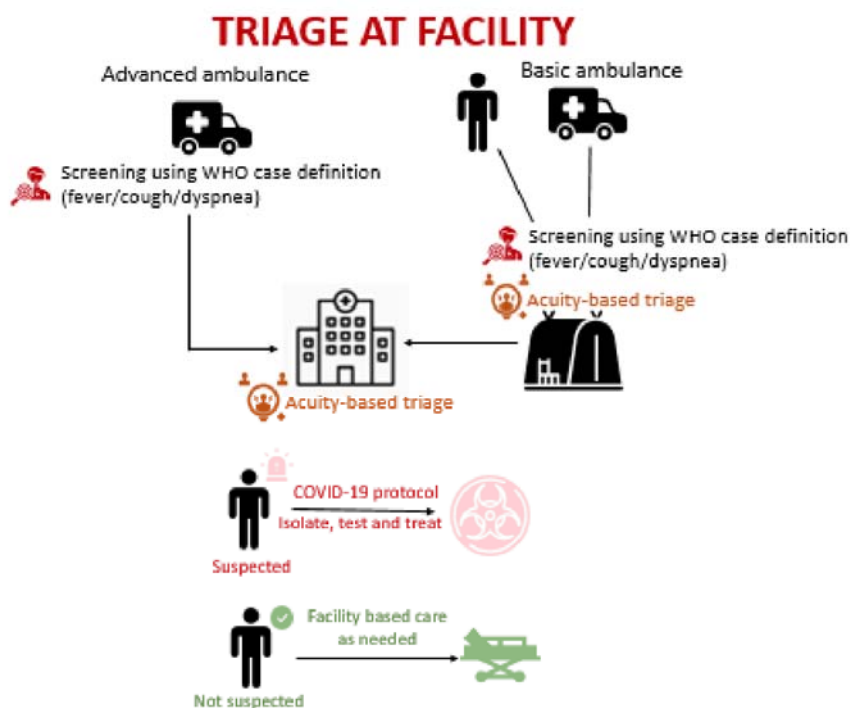 TRIAGE AT FACILITY
Advanced ambulance
Basic ambulance
Screening using WHO case definition
(fever/cough/dyspnea)
Screening using WHO case definition
(fever/cough/dyspnea)
Acuity-based triage
Acuity-based triage
COVID-19 protocol
Isolate, test and treat
Suspected
Facility based care
as needed
Not suspected